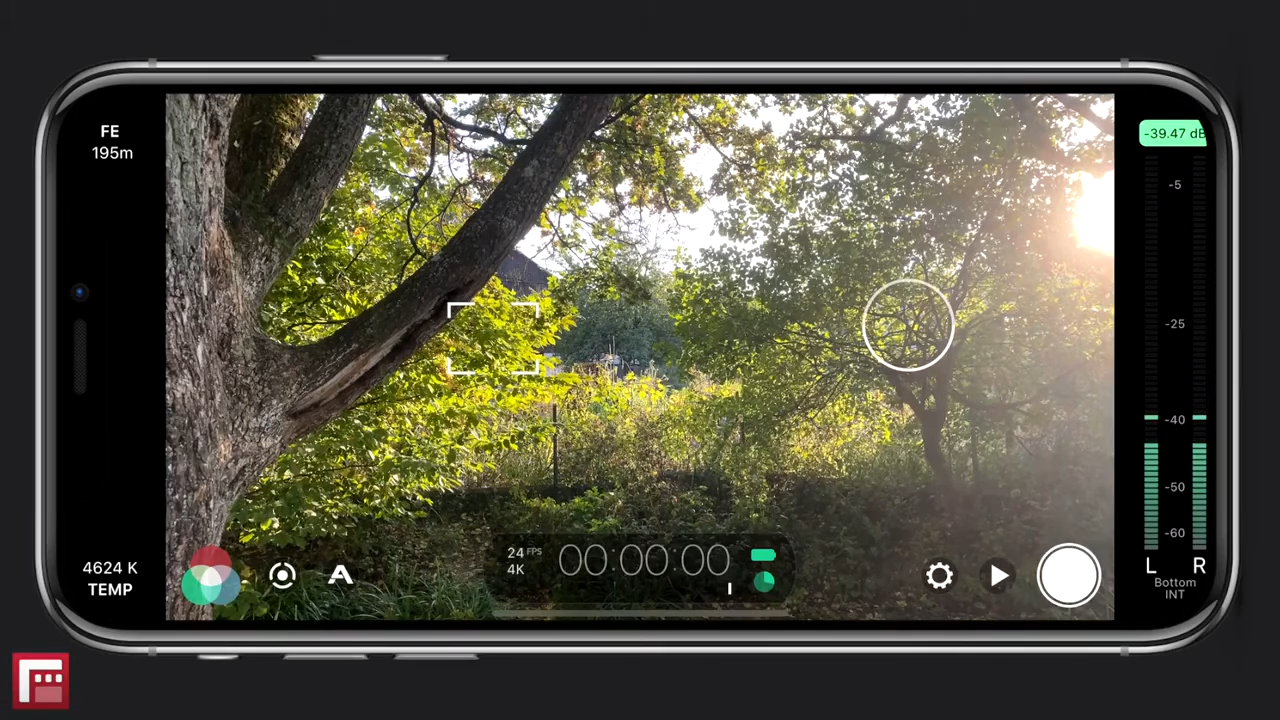 FE
195m
4624 K
TEMP
24 FPS
4K
00:00:00
-39.47 dB
-5
-25
-40
-50
-60
L R
Bottom
INT